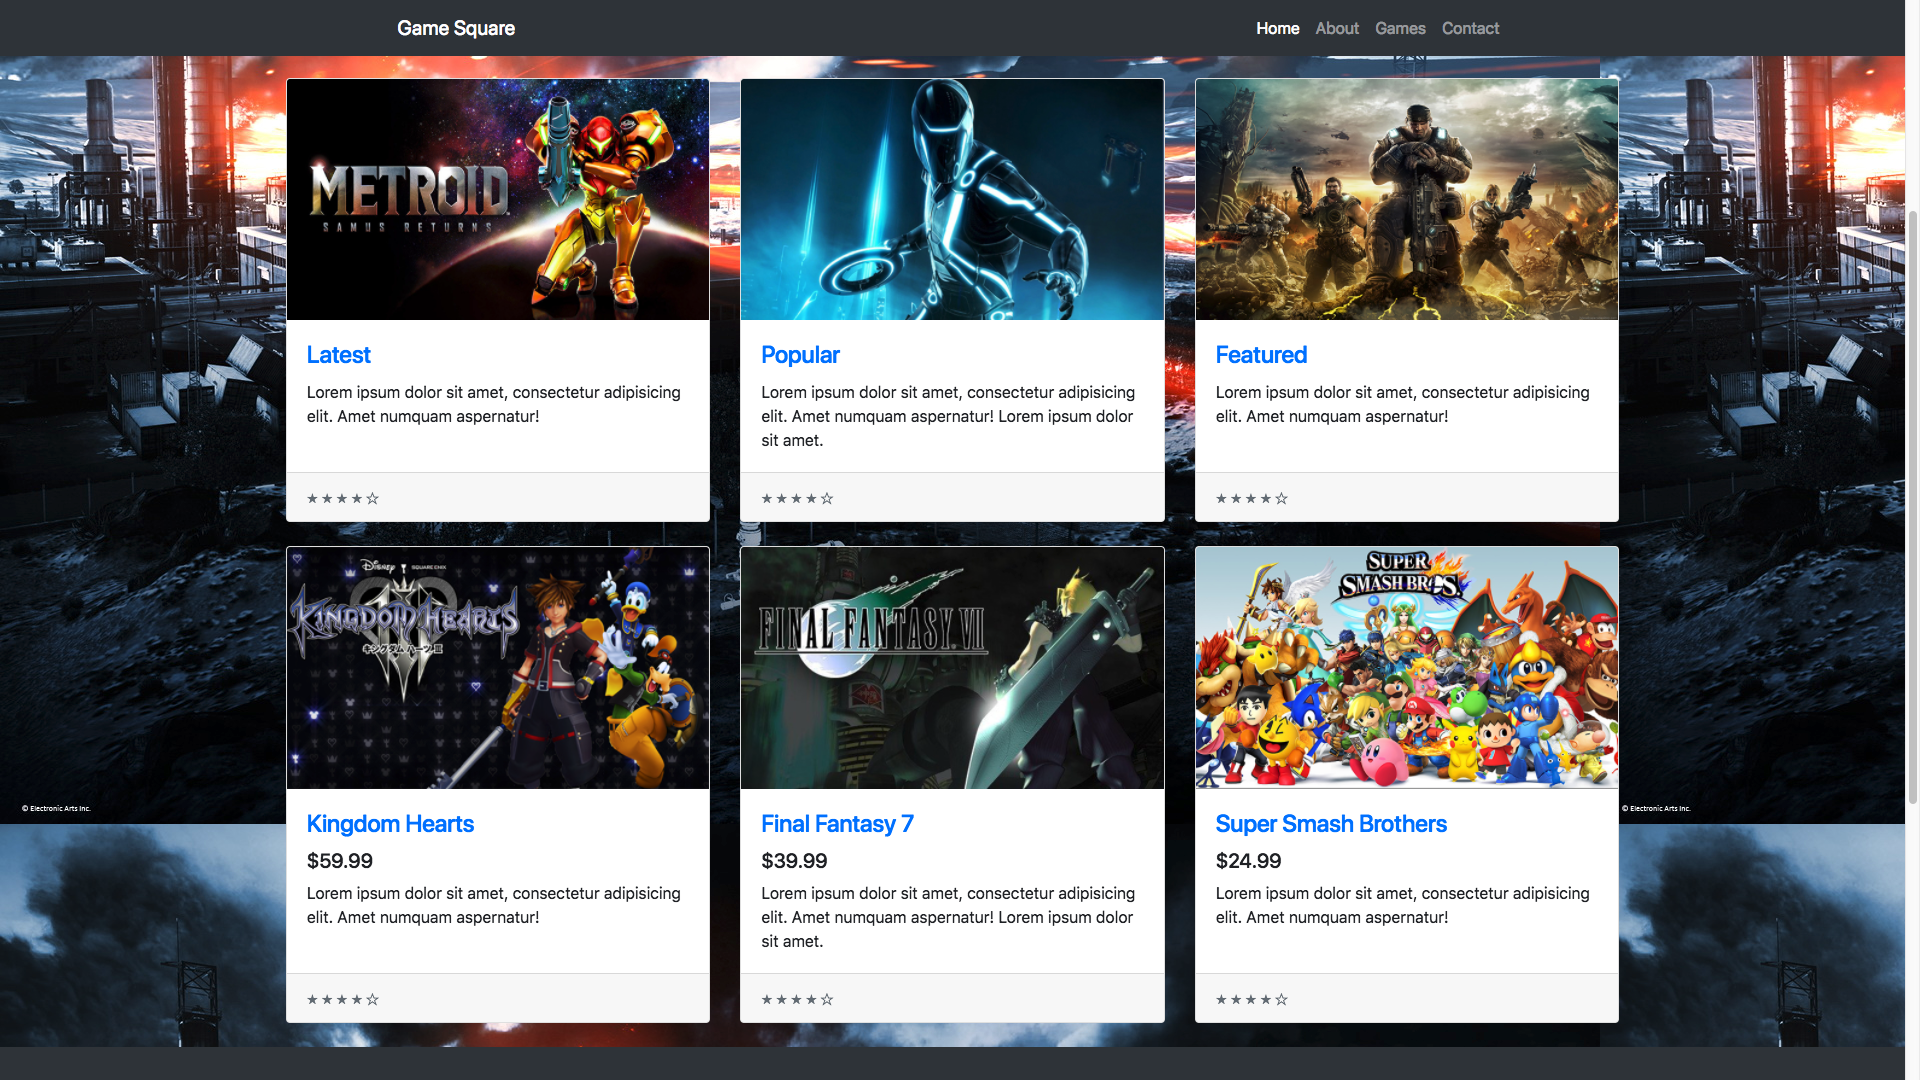 Game Square
Home About Games Contact
METROID
SAMUS RETURNS
Latest
Lorem ipsum dolor sit amet, consectetur adipisicing
elit. Amet numquam aspernatur!
★ ★ ★ ★ ☆
Popular
Lorem ipsum dolor sit amet, consectetur adipisicing
elit. Amet numquam aspernatur! Lorem ipsum dolor
sit amet.
★ ★ ★ ★ ☆
Featured
Lorem ipsum dolor sit amet, consectetur adipisicing
elit. Amet numquam aspernatur!
★ ★ ★ ★ ☆
Disney SQUARE ENIX
KINGDOM HEARTS
III
キングダム ハーツ III
Kingdom Hearts
$59.99
Lorem ipsum dolor sit amet, consectetur adipisicing
elit. Amet numquam aspernatur!
★ ★ ★ ★ ☆
FINAL FANTASY VII
Final Fantasy 7
$39.99
Lorem ipsum dolor sit amet, consectetur adipisicing
elit. Amet numquam aspernatur! Lorem ipsum dolor
sit amet.
★ ★ ★ ★ ☆
SUPER
SMASH BROS.
Super Smash Brothers
$24.99
Lorem ipsum dolor sit amet, consectetur adipisicing
elit. Amet numquam aspernatur!
★ ★ ★ ★ ☆
© Electronic Arts Inc.
© Electronic Arts Inc.